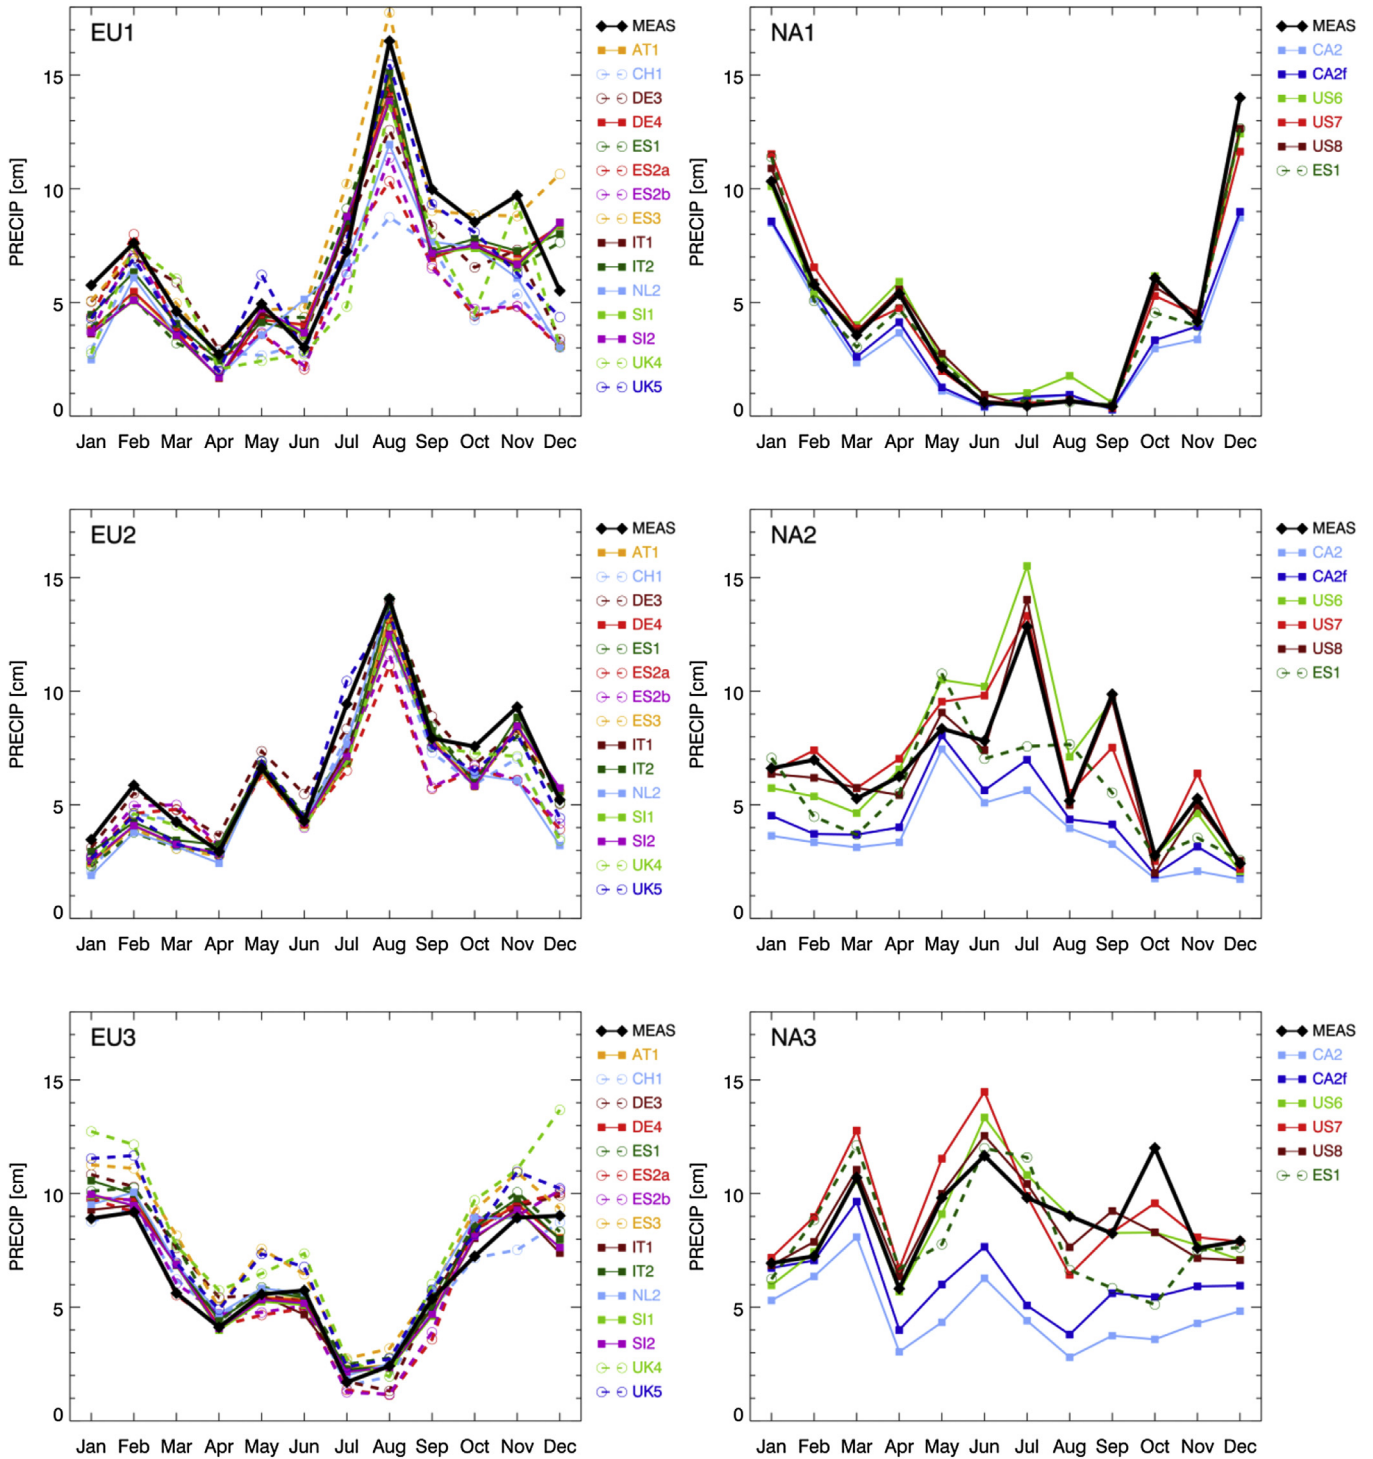 EU1
PRECIP [cm]
15
10
5
0
Jan Feb Mar Apr May Jun Jul Aug Sep Oct Nov Dec
MEAS
AT1
CH1
DE3
DE4
ES1
ES2a
ES2b
ES3
IT1
IT2
NL2
SI1
SI2
UK4
UK5
NA1
PRECIP [cm]
15
10
5
0
Jan Feb Mar Apr May Jun Jul Aug Sep Oct Nov Dec
MEAS
CA2
CA2f
US6
US7
US8
ES1
EU2
PRECIP [cm]
15
10
5
0
Jan Feb Mar Apr May Jun Jul Aug Sep Oct Nov Dec
MEAS
AT1
CH1
DE3
DE4
ES1
ES2a
ES2b
ES3
IT1
IT2
NL2
SI1
SI2
UK4
UK5
NA2
PRECIP [cm]
15
10
5
0
Jan Feb Mar Apr May Jun Jul Aug Sep Oct Nov Dec
MEAS
CA2
CA2f
US6
US7
US8
ES1
EU3
PRECIP [cm]
15
10
5
0
Jan Feb Mar Apr May Jun Jul Aug Sep Oct Nov Dec
MEAS
AT1
CH1
DE3
DE4
ES1
ES2a
ES2b
ES3
IT1
IT2
NL2
SI1
SI2
UK4
UK5
NA3
PRECIP [cm]
15
10
5
0
Jan Feb Mar Apr May Jun Jul Aug Sep Oct Nov Dec
MEAS
CA2
CA2f
US6
US7
US8
ES1